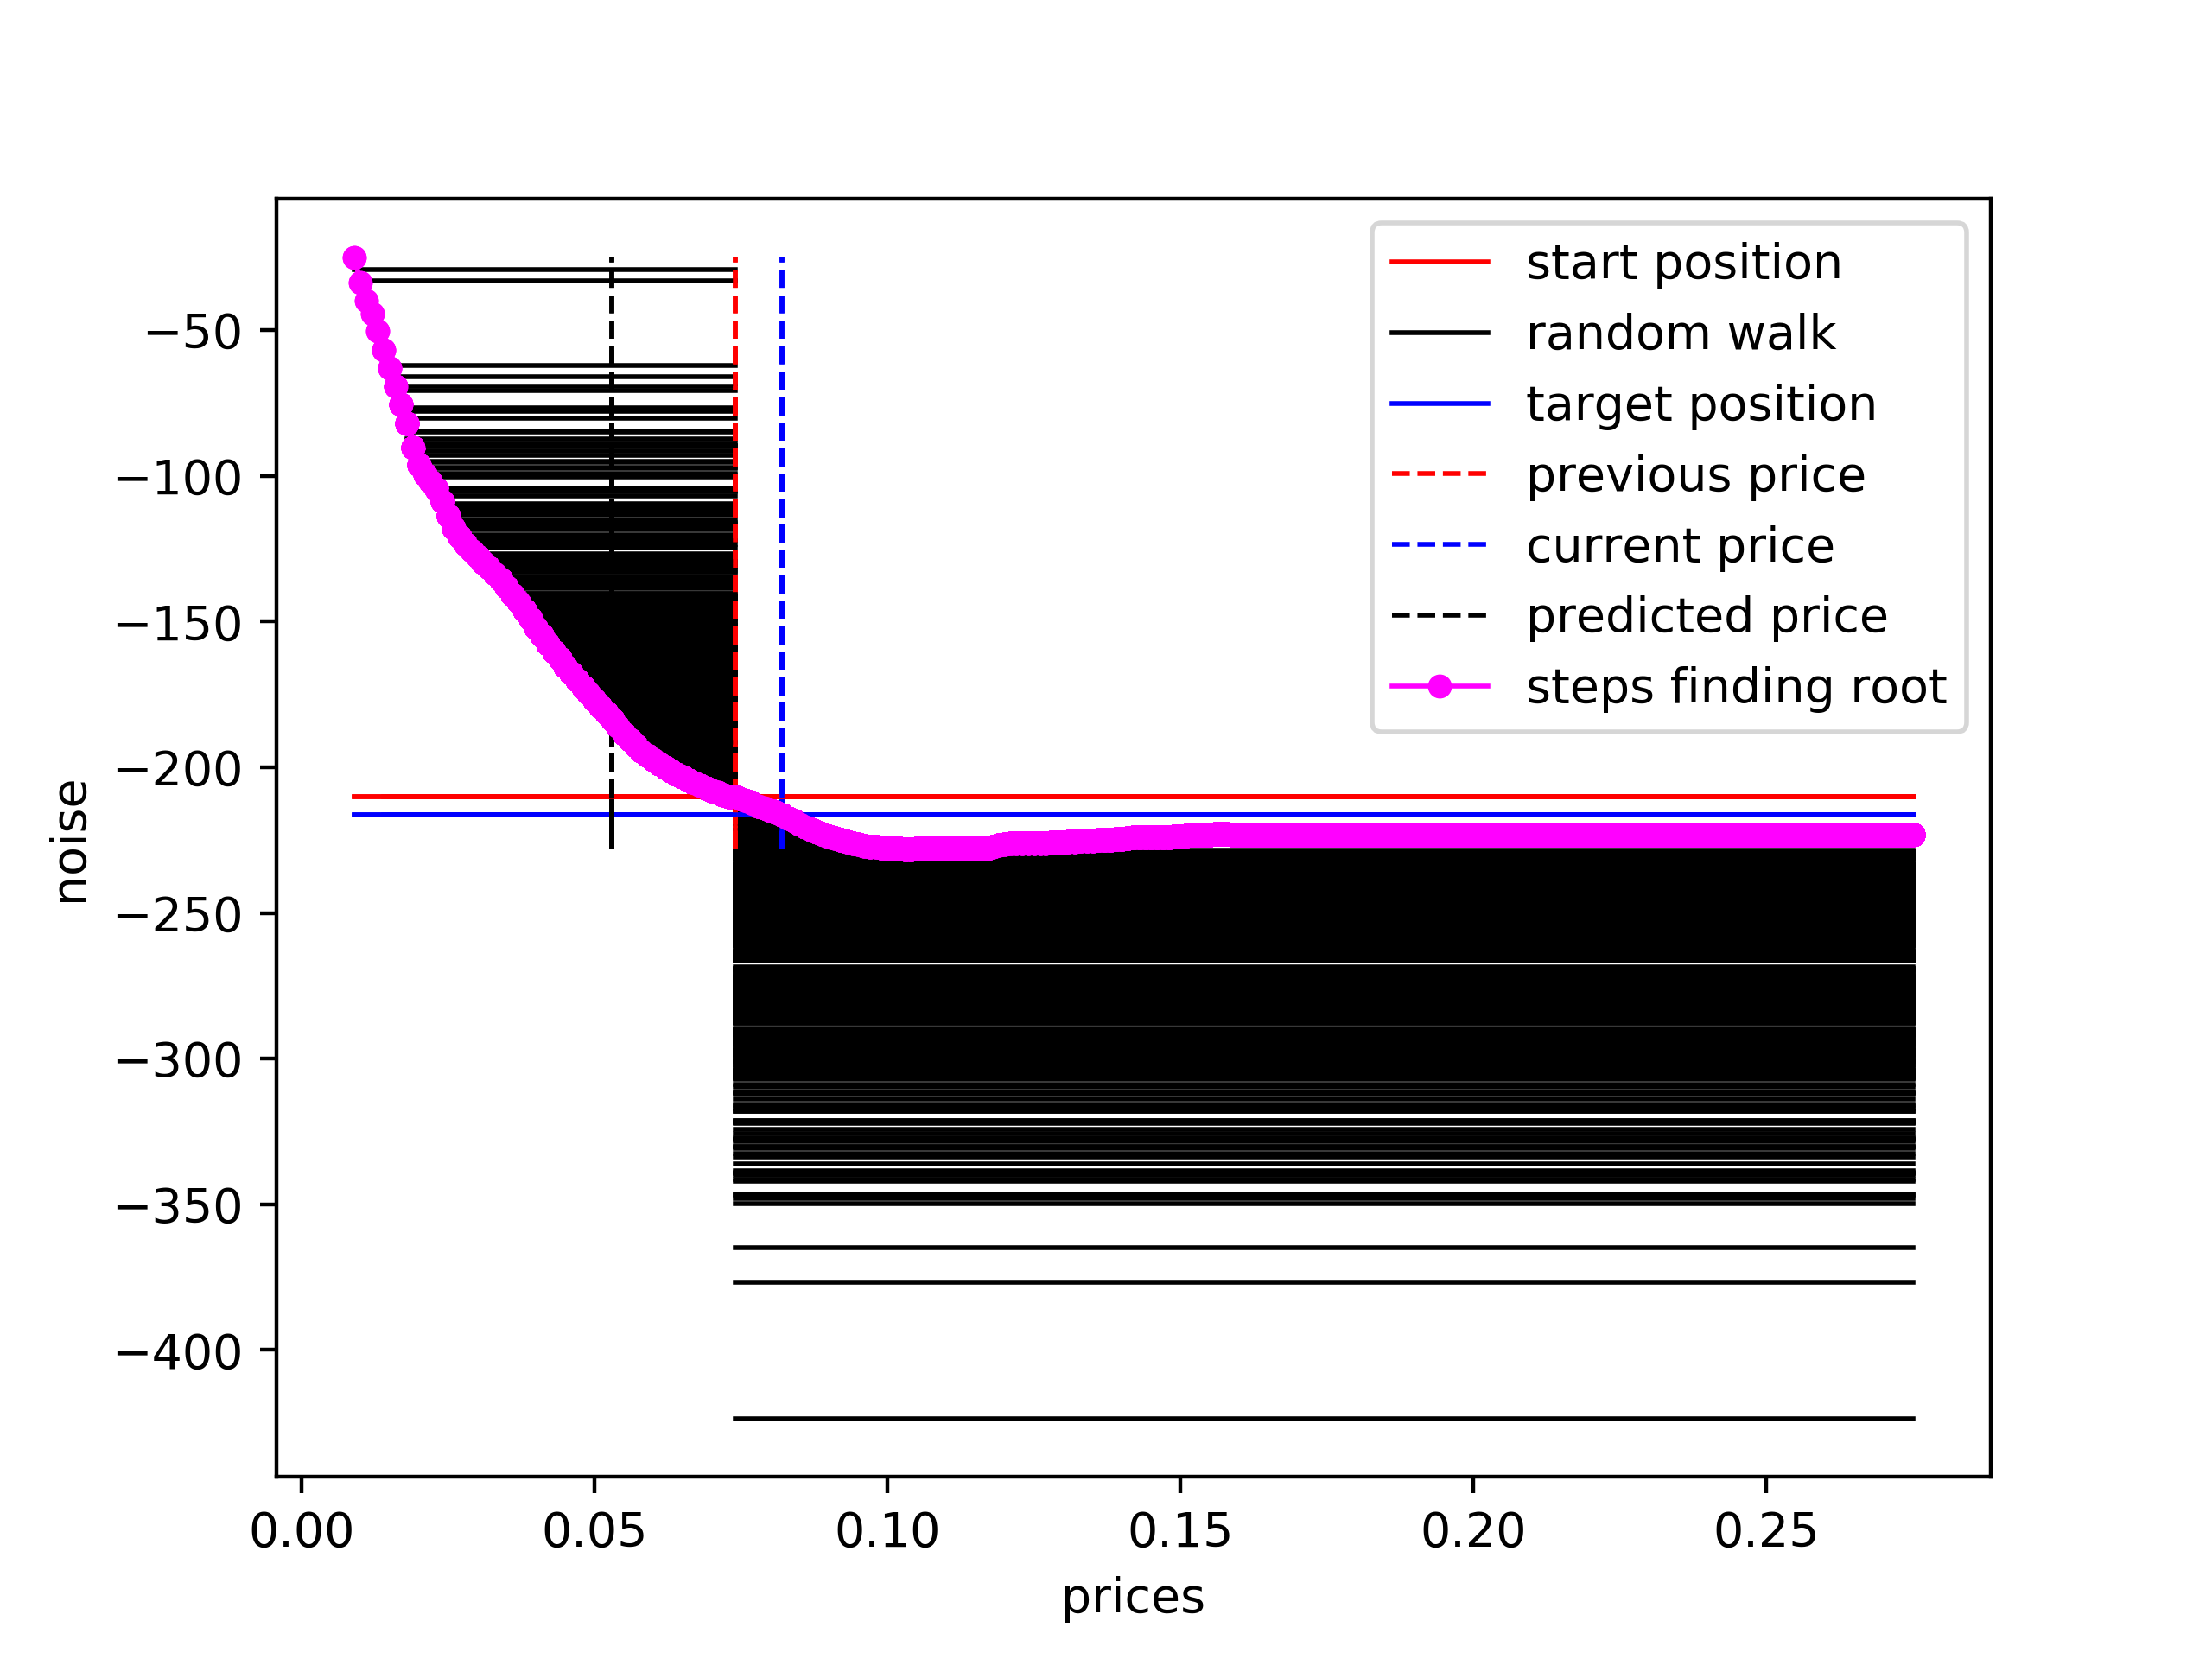 start position
random walk
target position
previous price
current price
predicted price
steps finding root
noise
−50
−100
−150
−200
−250
−300
−350
−400
0.00 0.05 0.10 0.15 0.20 0.25
prices